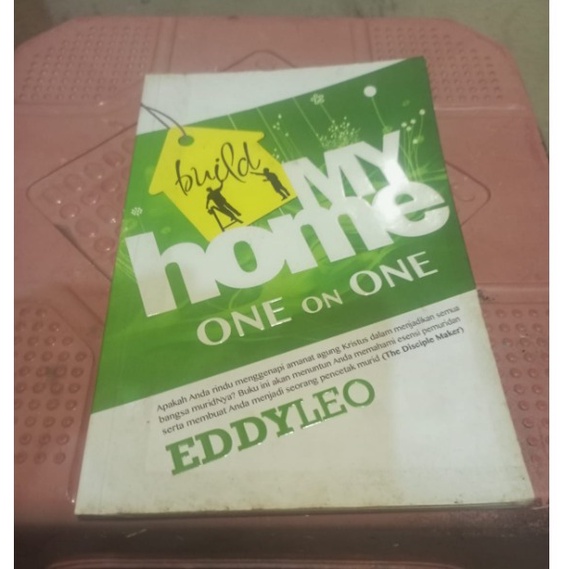 build
MY
home
ONE ON ONE
Apakah Anda rindu menggenapi amanat agung Kristus dalam menjadikan semua
bangsa muridNya? Buku ini akan menuntun Anda memahami esensi pemuridan
serta membuat Anda menjadi seorang pencetak murid (The Disciple Maker)
EDDYLEO